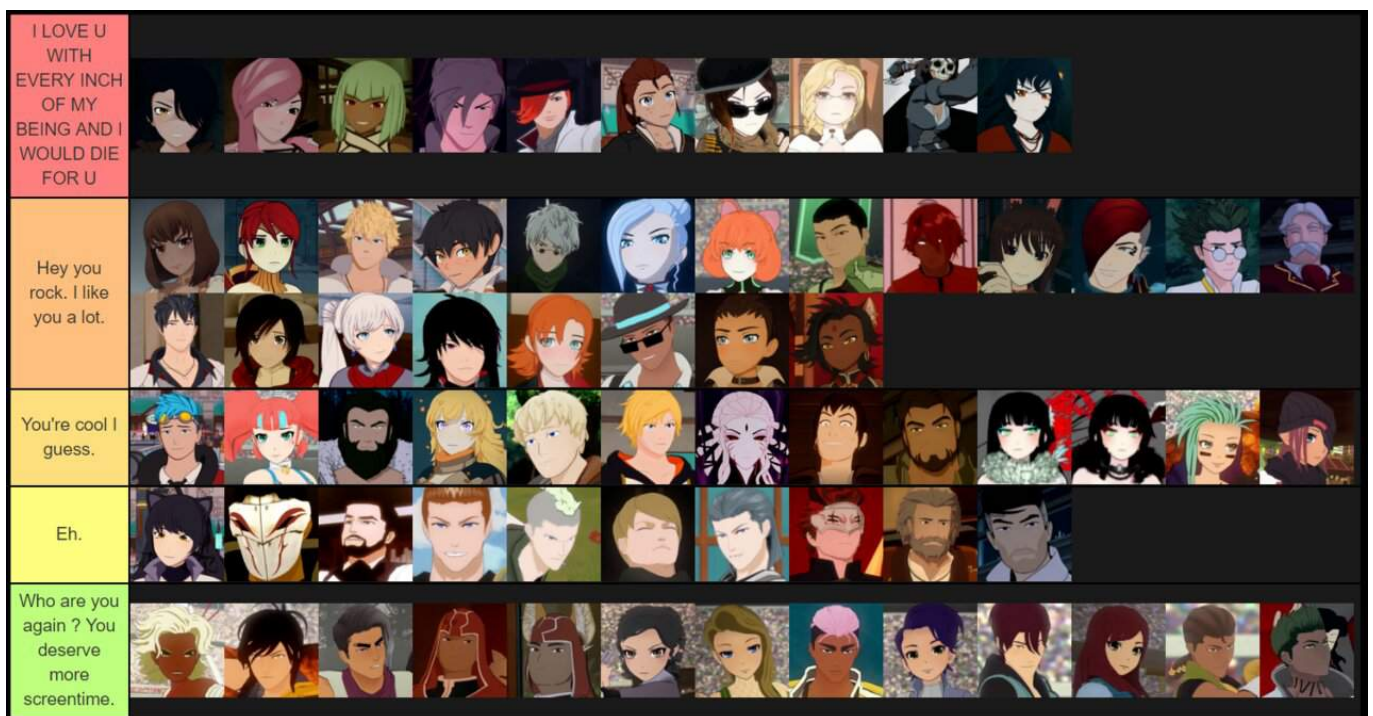 I LOVE U
WITH
EVERY INCH
OF MY
BEING AND I
WOULD DIE
FOR U
Hey you
rock. I like
you a lot.
You're cool I
guess.
Eh.
Who are you
again ? You
deserve
more
screentime.